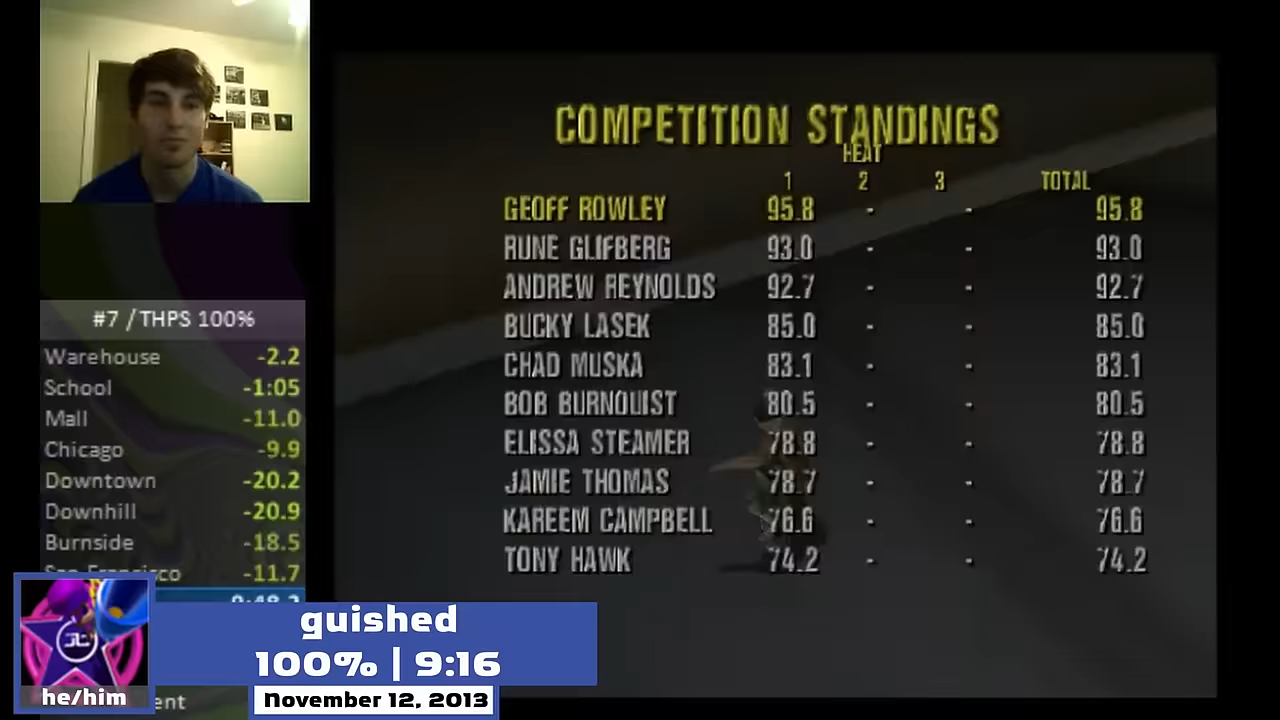 COMPETITION STANDINGS
HEAT
1 2 3 TOTAL
GEOFF ROWLEY 95.8 - - 95.8
RUNE GLIFBERG 93.0 - - 93.0
ANDREW REYNOLDS 92.7 - - 92.7
BUCKY LASEK 85.0 - - 85.0
CHAD MUSKA 83.1 - - 83.1
BOB BURNQUIST 80.5 - - 80.5
ELISSA STEAMER 78.8 - - 78.8
JAMIE THOMAS 78.7 - - 78.7
KAREEM CAMPBELL 76.6 - - 76.6
TONY HAWK 74.2 - - 74.2
#7 / THPS 100%
Warehouse -2.2
School -1:05
Mall -11.0
Chicago -9.9
Downtown -20.2
Downhill -20.9
Burnside -18.5
San Francisco -11.7
9:48.2
guished
100% | 9:16
he/him
November 12, 2013